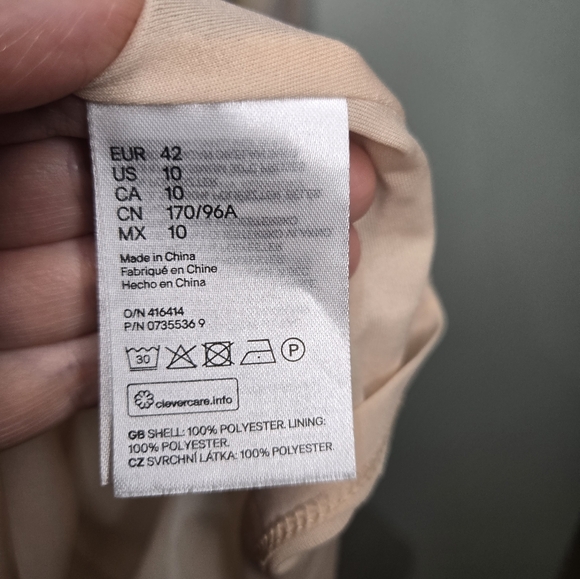 EUR 42
US 10
CA 10
CN 170/96A
MX 10
Made in China
Fabriqué en Chine
Hecho en China
O/N 416414
P/N 0735536 9
30
P
clevercare.info
GB SHELL: 100% POLYESTER. LINING:
100% POLYESTER.
CZ SVRCHNÍ LÁTKA: 100% POLYESTER